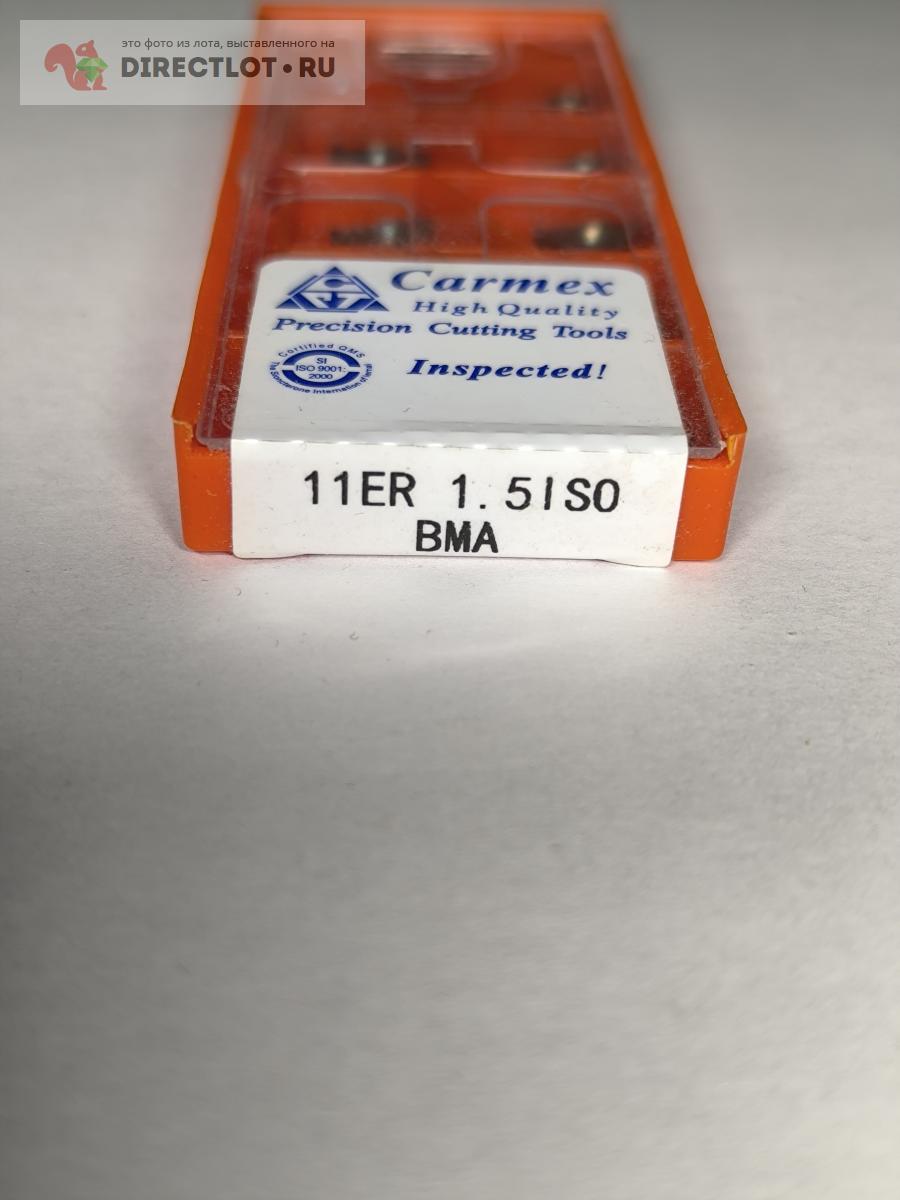 это фото из лота, выставленного на
DIRECTLOT•RU
Carmex
High Quality
Precision Cutting Tools
Certified QMS
SI
ISO 9001:
2000
Inspected!
11ER 1.5ISO
BMA